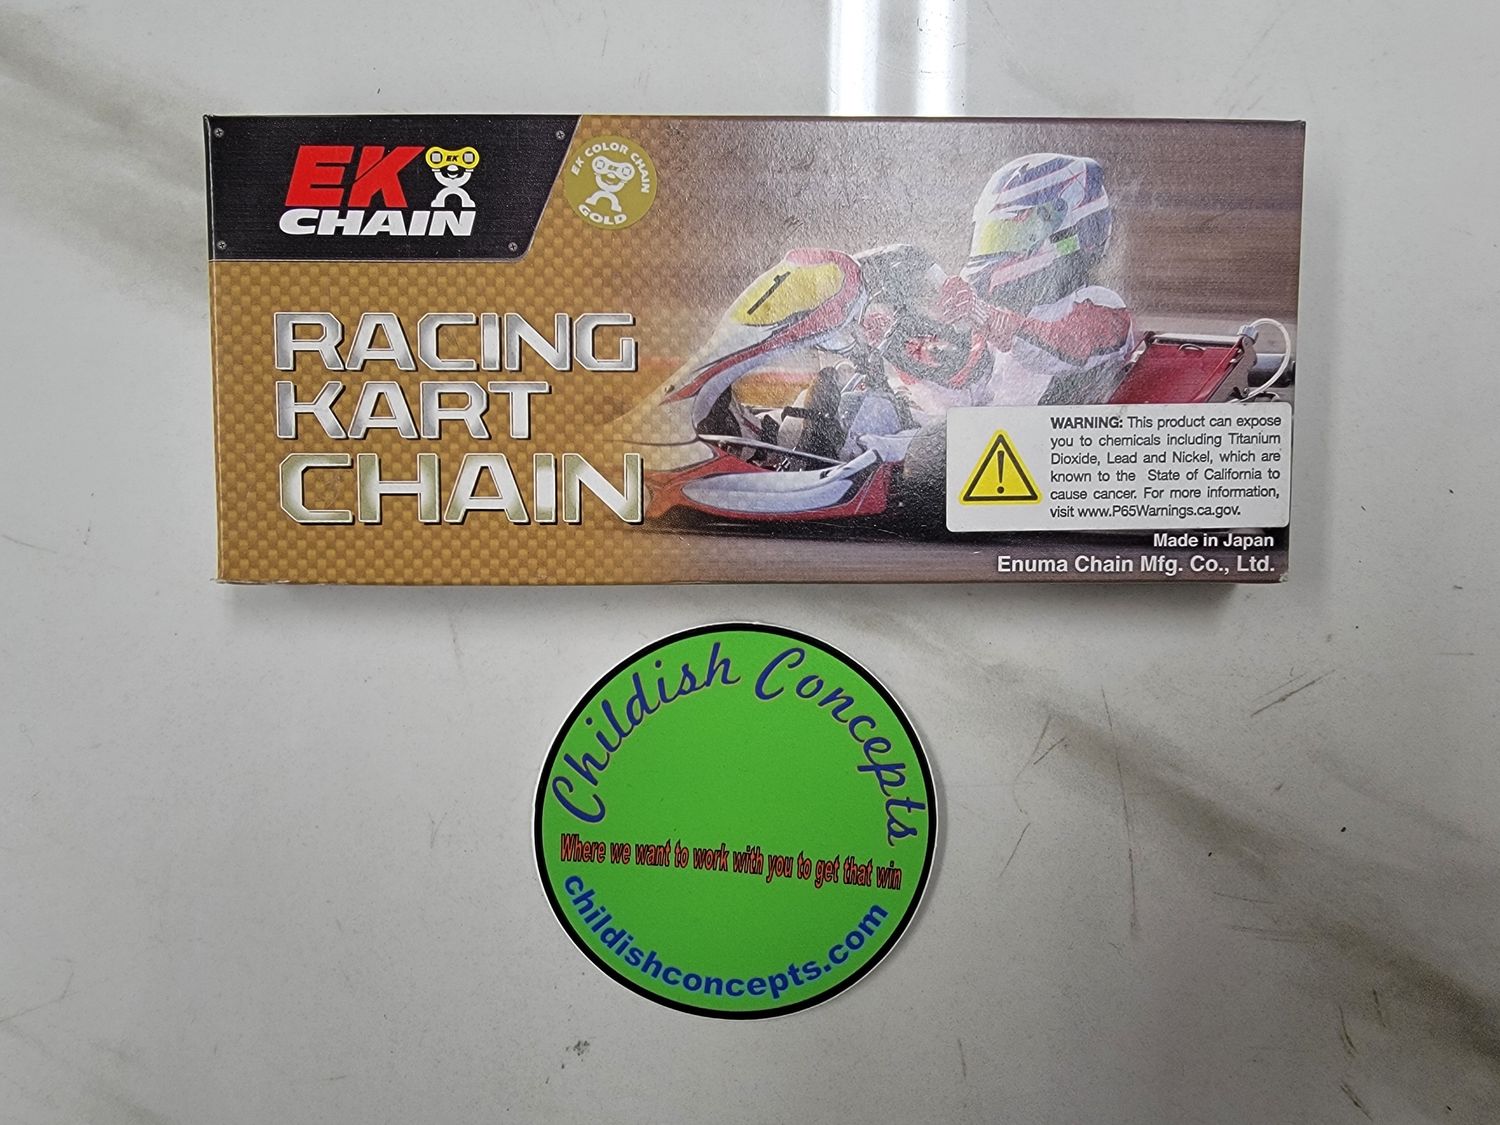 EK
CHAIN
EK
EK COLOR CHAIN
GOLD
RACING
KART
CHAIN
1
WARNING: This product can expose
you to chemicals including Titanium
Dioxide, Lead and Nickel, which are
known to the State of California to
cause cancer. For more information,
visit www.P65Warnings.ca.gov.
Made in Japan
Enuma Chain Mfg. Co., Ltd.
Childish Concepts
Where we want to work with you to get that win
childishconcepts.com